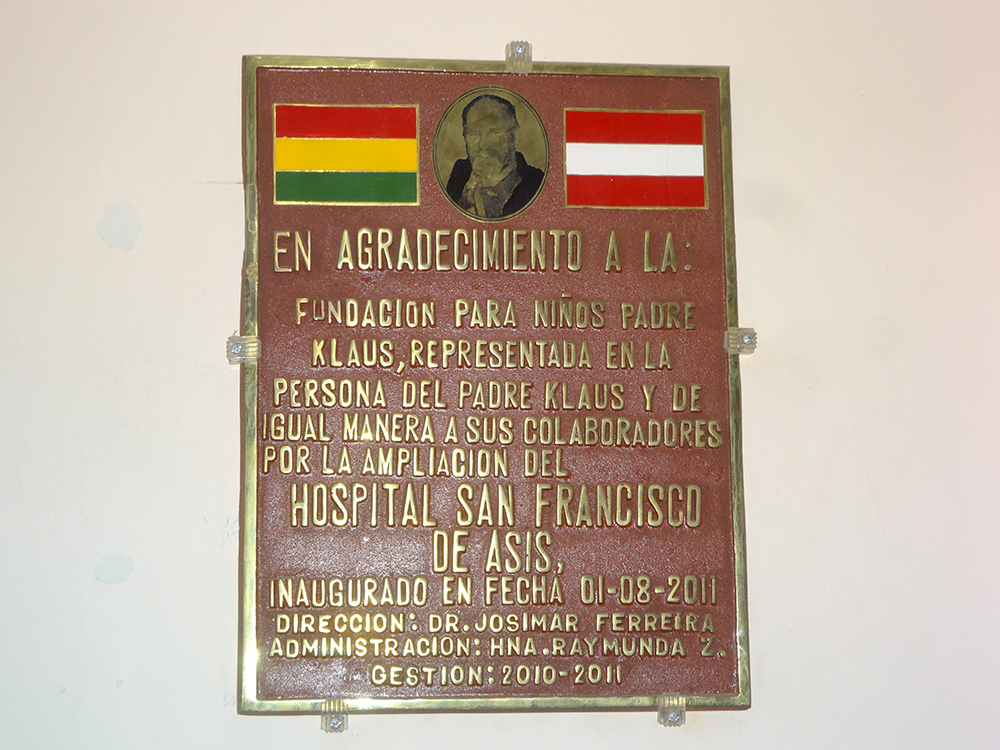 EN AGRADECIMIENTO A LA:
FUNDACION PARA NIÑOS PADRE
KLAUS, REPRESENTADA EN LA
PERSONA DEL PADRE KLAUS Y DE
IGUAL MANERA A SUS COLABORADORES
POR LA AMPLIACION DEL
HOSPITAL SAN FRANCISCO
DE ASIS,
INAUGURADO EN FECHA 01-08-2011
DIRECCION: DR. JOSIMAR FERREIRA
ADMINISTRACION: HNA. RAYMUNDA Z.
GESTION: 2010-2011